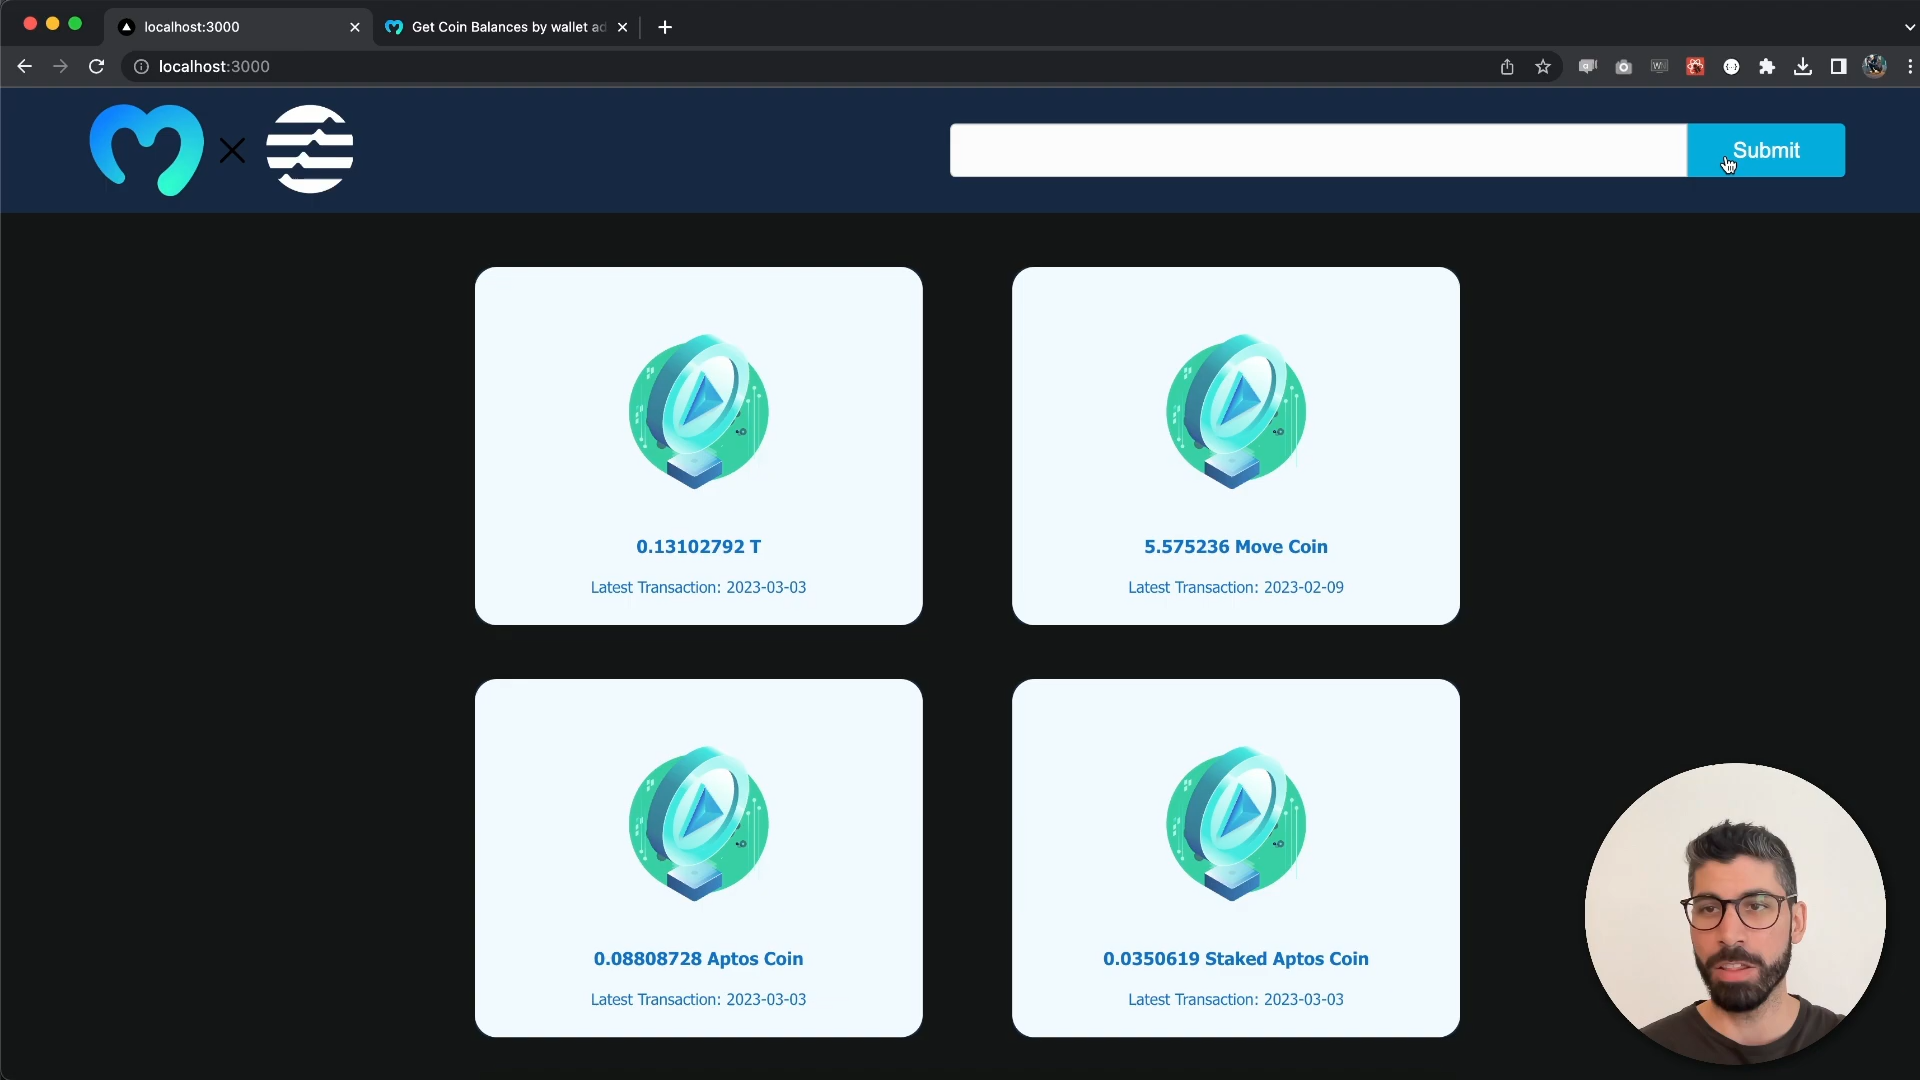 localhost:3000
Get Coin Balances by wallet ad
localhost:3000
Submit
0.13102792 T
Latest Transaction: 2023-03-03
5.575236 Move Coin
Latest Transaction: 2023-02-09
0.08808728 Aptos Coin
Latest Transaction: 2023-03-03
0.0350619 Staked Aptos Coin
Latest Transaction: 2023-03-03